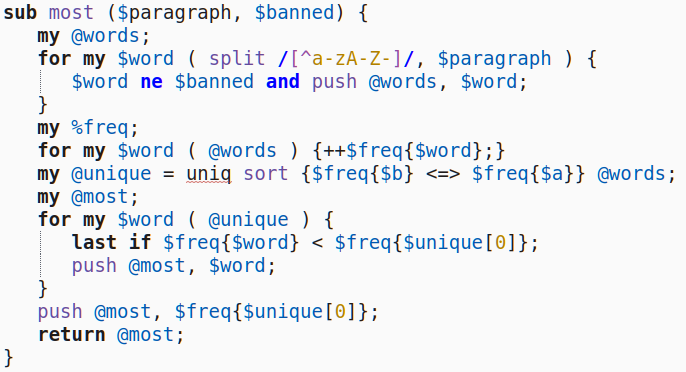 sub most ($paragraph, $banned) {
   my @words;
   for my $word ( split /[^a-zA-Z-]/, $paragraph ) {
      $word ne $banned and push @words, $word;
   }
   my %freq;
   for my $word ( @words ) {++$freq{$word};}
   my @unique = uniq sort {$freq{$b} <=> $freq{$a}} @words;
   my @most;
   for my $word ( @unique ) {
      last if $freq{$word} < $freq{$unique[0]};
      push @most, $word;
   }
   push @most, $freq{$unique[0]};
   return @most;
}